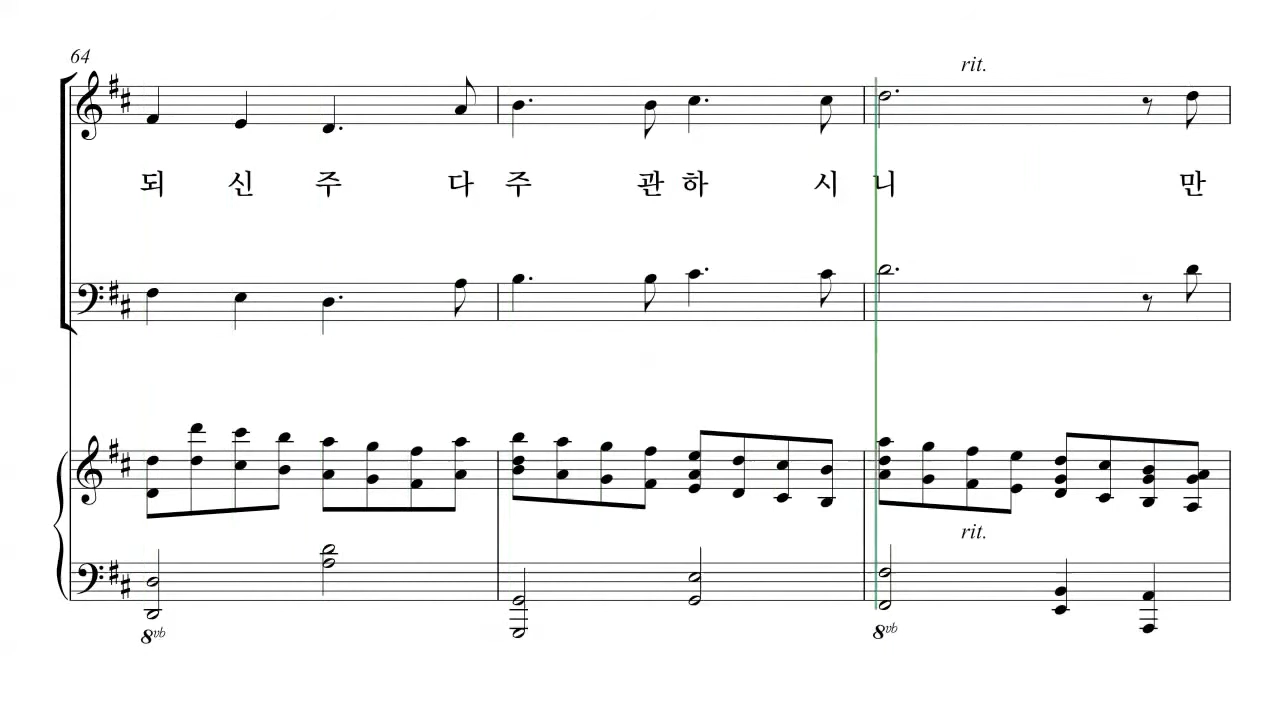 64
rit.
되 신 주 다 주 관 하 시 니 만
rit.
8vb 8vb